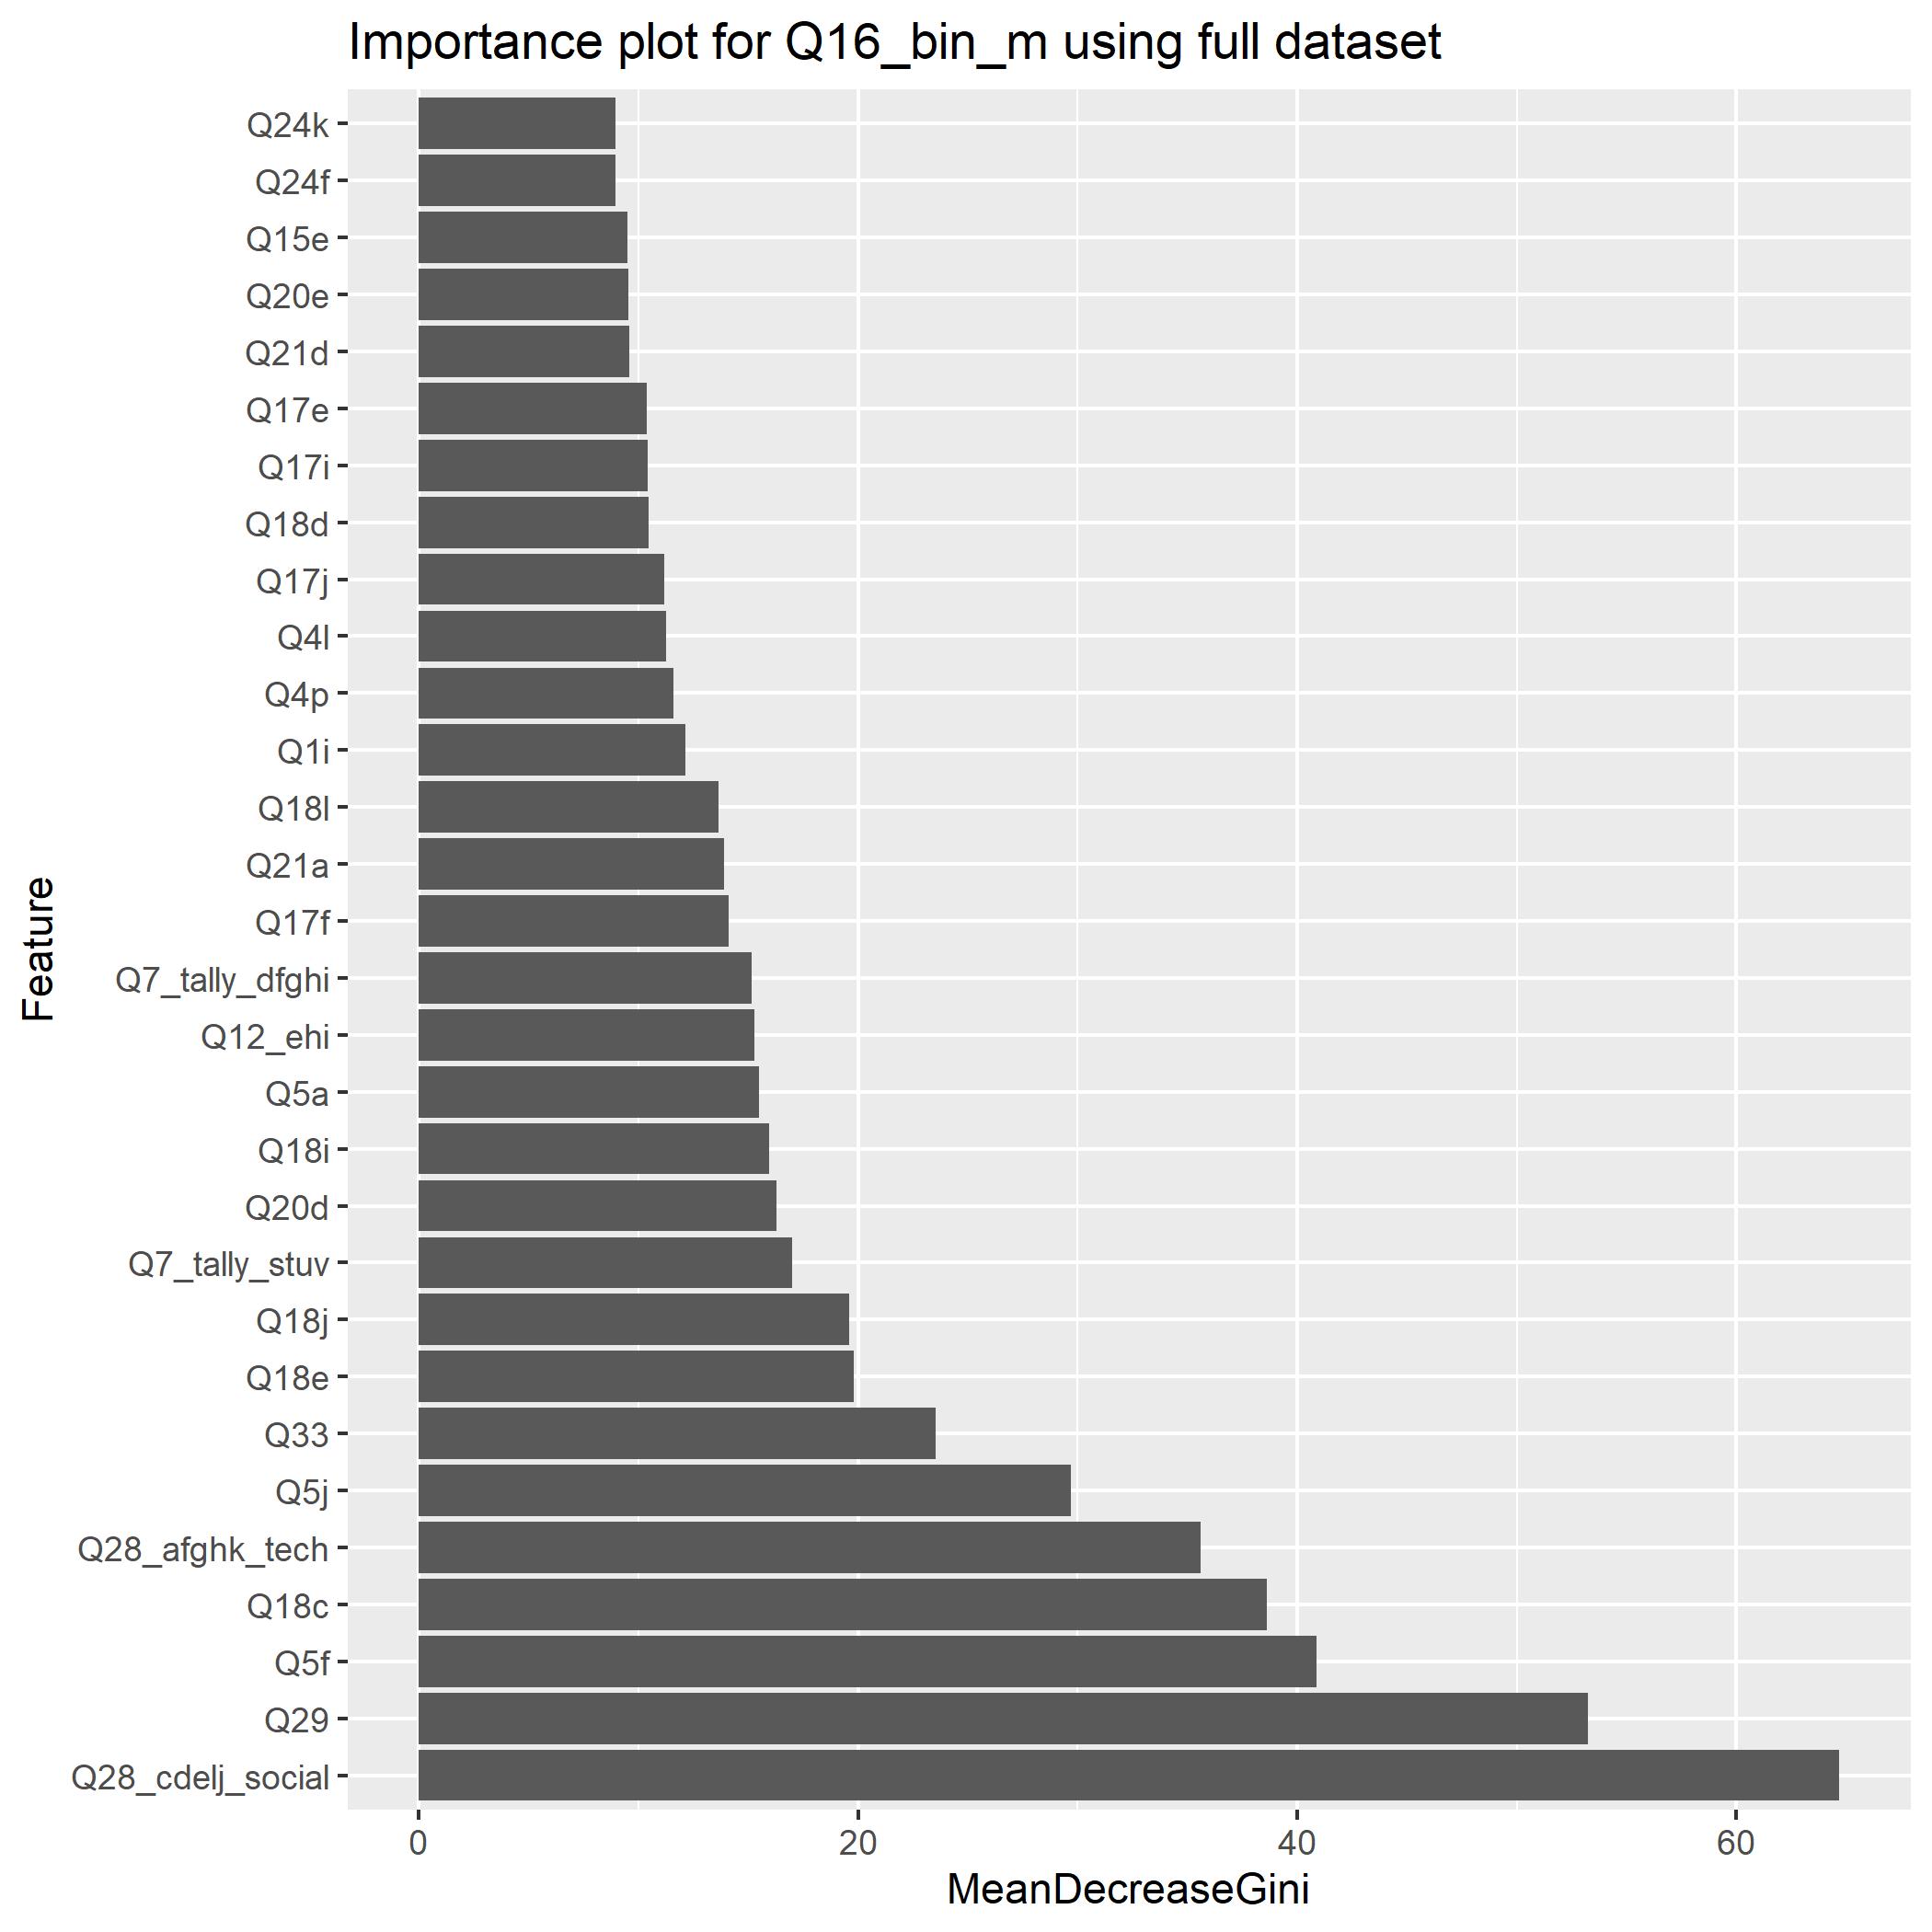 Importance plot for Q16_bin_m using full dataset
Q24k
Q24f
Q15e
Q20e
Q21d
Q17e
Q17i
Q18d
Q17j
Q4l
Q4p
Q1i
Q18l
Q21a
Q17f
Q7_tally_dfghi
Q12_ehi
Q5a
Q18i
Q20d
Q7_tally_stuv
Q18j
Q18e
Q33
Q5j
Q28_afghk_tech
Q18c
Q5f
Q29
Q28_cdelj_social
Feature
0 20 40 60
MeanDecreaseGini